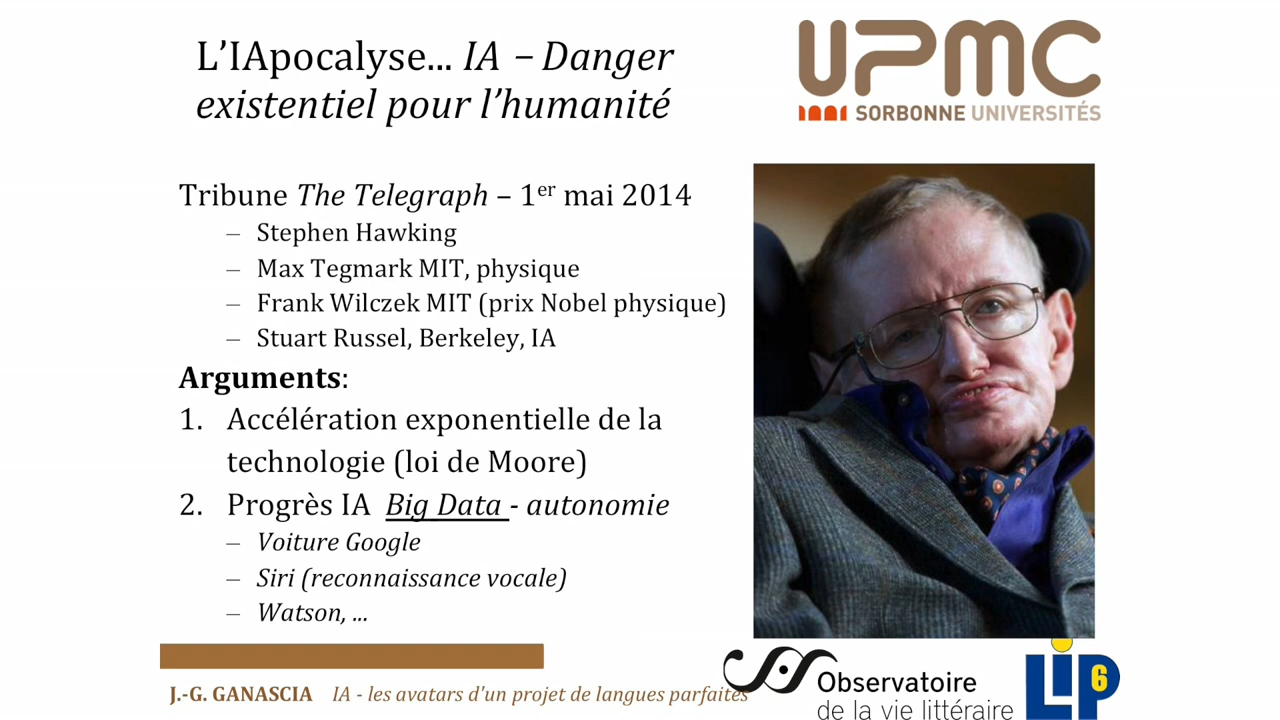 L'IApocalyse... IA – Danger
existentiel pour l'humanité
UPMC
SORBONNE UNIVERSITÉS
Tribune The Telegraph – 1er mai 2014
– Stephen Hawking
– Max Tegmark MIT, physique
– Frank Wilczek MIT (prix Nobel physique)
– Stuart Russel, Berkeley, IA
Arguments:
1. Accélération exponentielle de la
technologie (loi de Moore)
2. Progrès IA Big Data - autonomie
– Voiture Google
– Siri (reconnaissance vocale)
– Watson, ...
J.-G. GANASCIA IA - les avatars d'un projet de langues parfaites
Observatoire
de la vie littéraire
LIP6